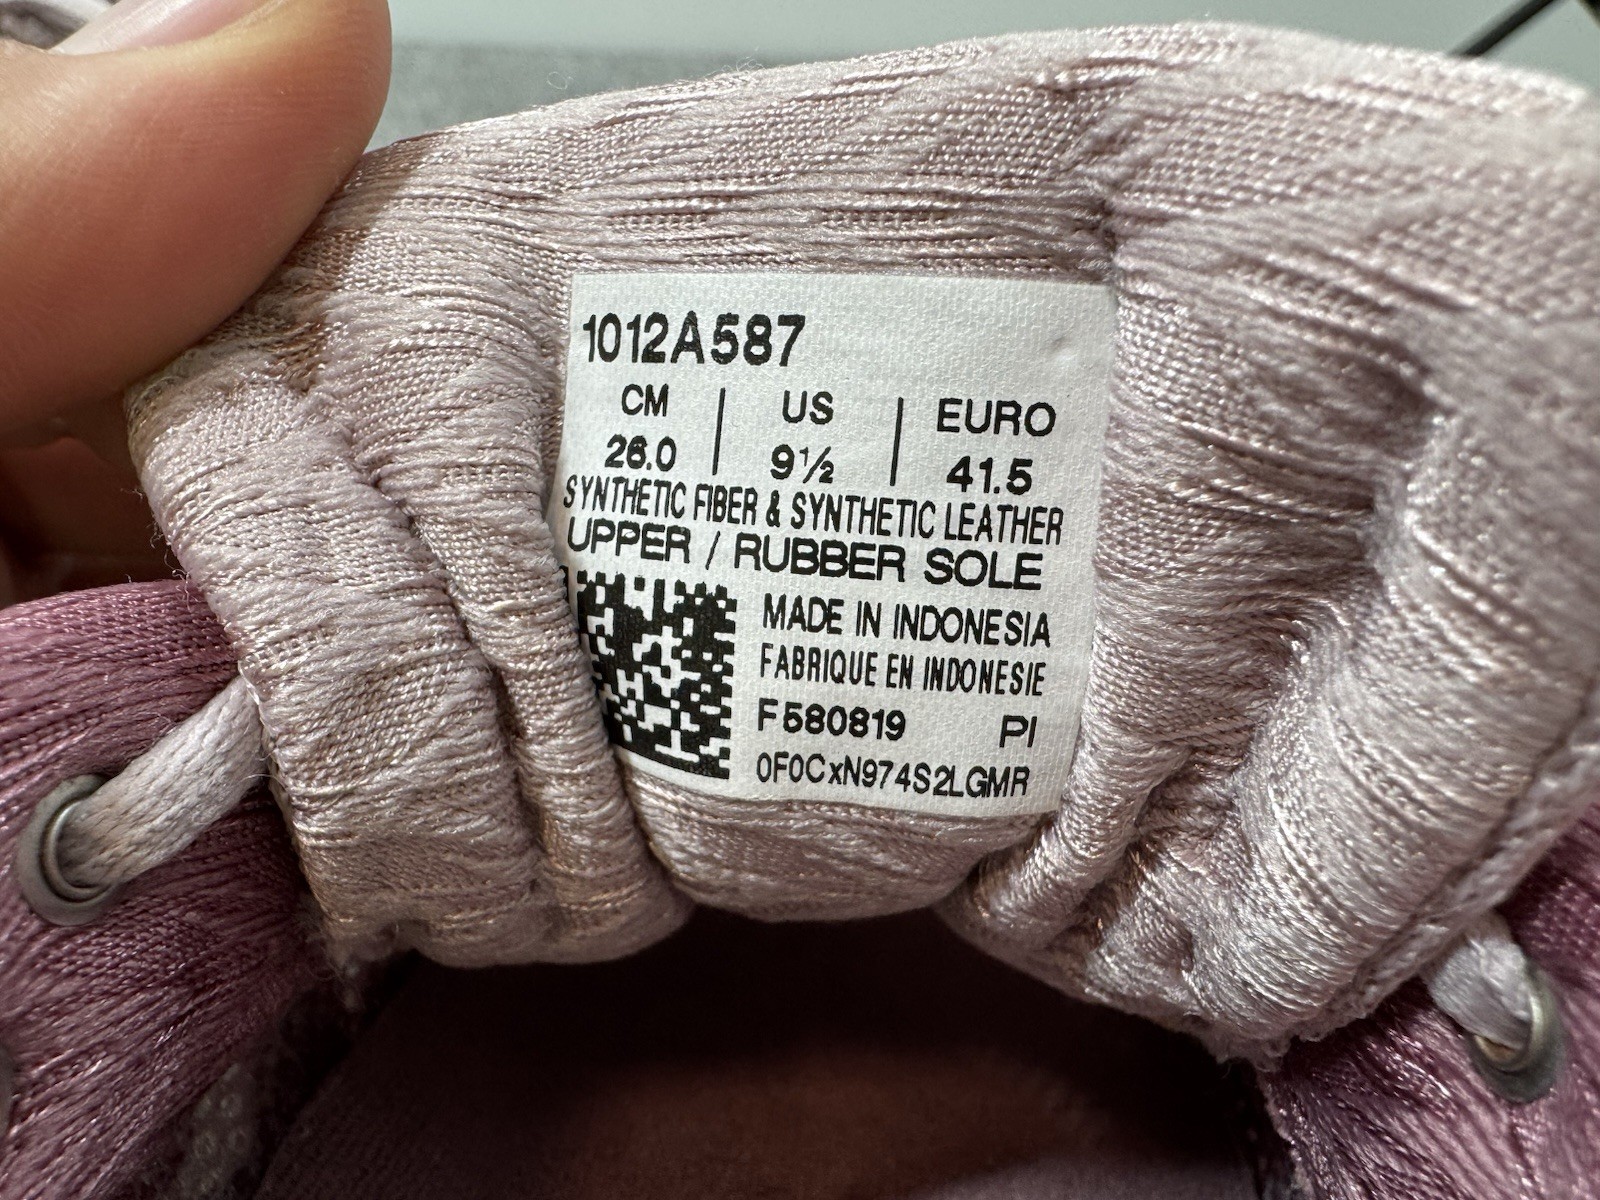 1012A587
CM | US | EURO
26.0 | 9½ | 41.5
SYNTHETIC FIBER & SYNTHETIC LEATHER
UPPER / RUBBER SOLE
MADE IN INDONESIA
FABRIQUE EN INDONESIE
F580819 PI
0F0CxN974S2LGMR